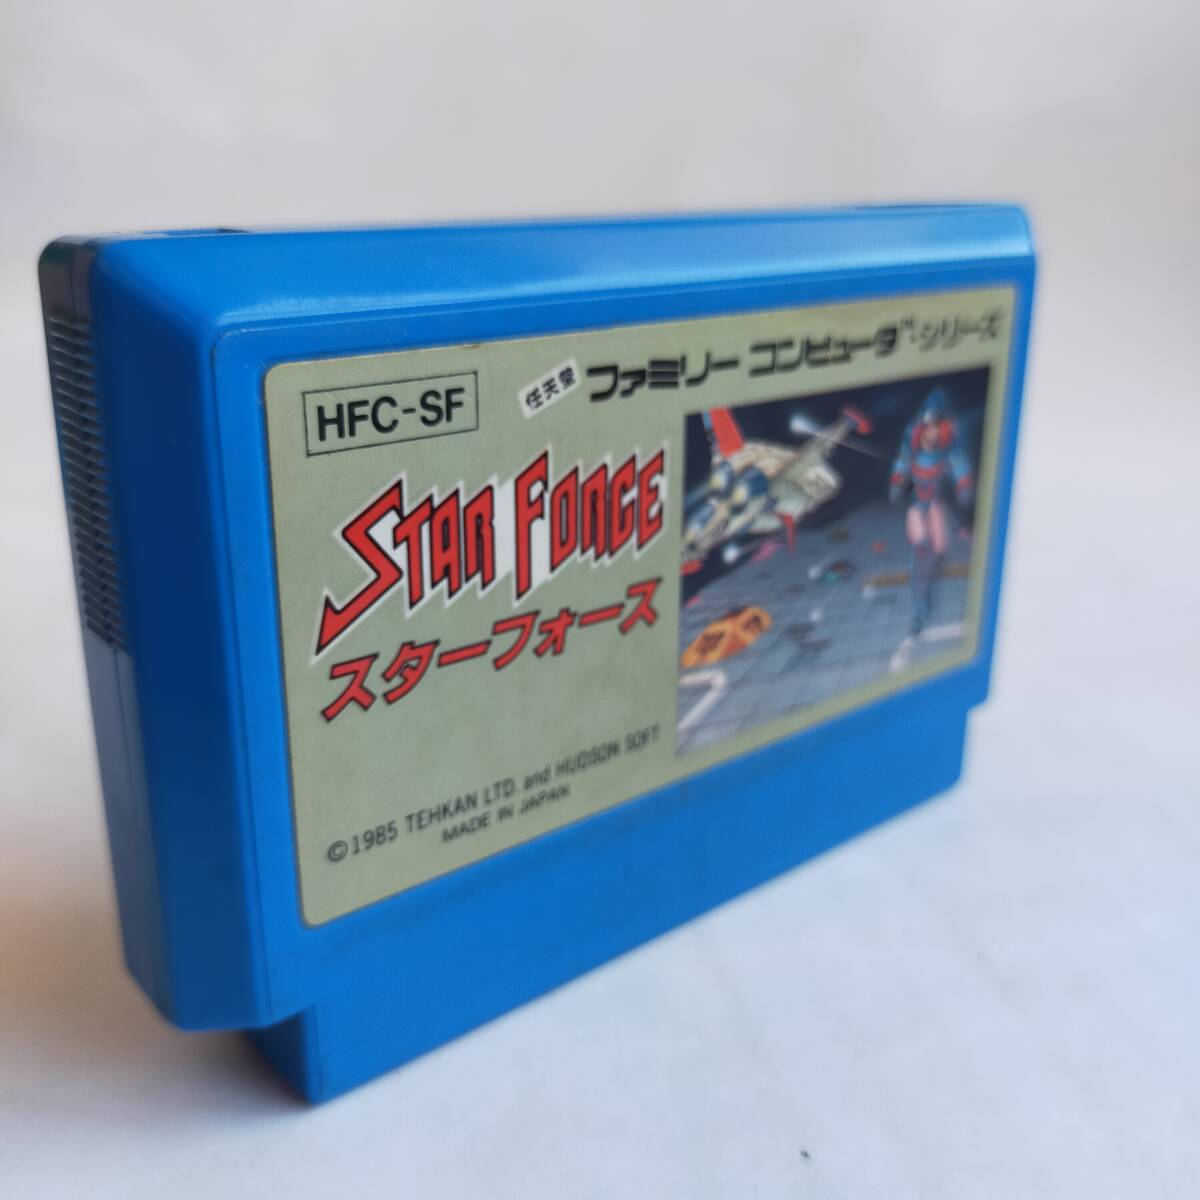 HFC-SF
任天堂 ファミリー コンピュータ™ シリーズ
STAR FORCE
スターフォース
©1985 TEHKAN LTD. and HUDSON SOFT
MADE IN JAPAN